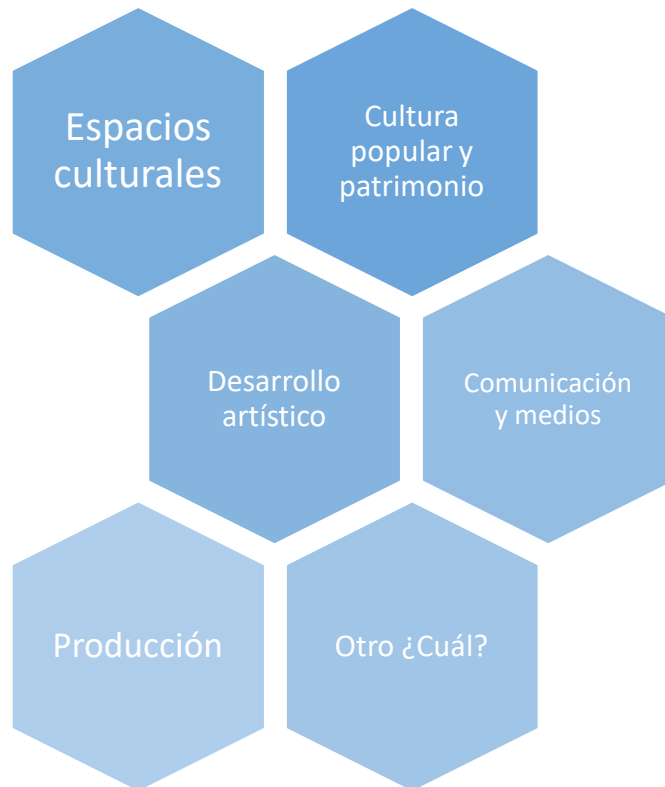 Espacios
culturales
Cultura
popular y
patrimonio
Desarrollo
artístico
Comunicación
y medios
Producción
Otro ¿Cuál?